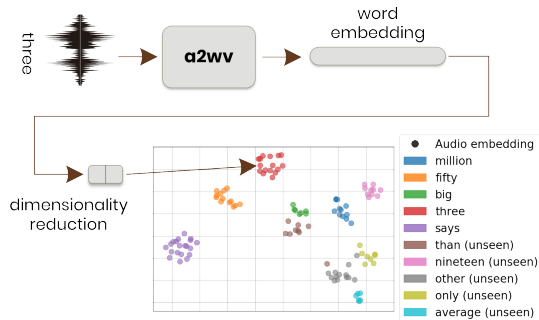 three
a2wv
word
embedding
dimensionality
reduction
Audio embedding
million
fifty
big
three
says
than (unseen)
nineteen (unseen)
other (unseen)
only (unseen)
average (unseen)